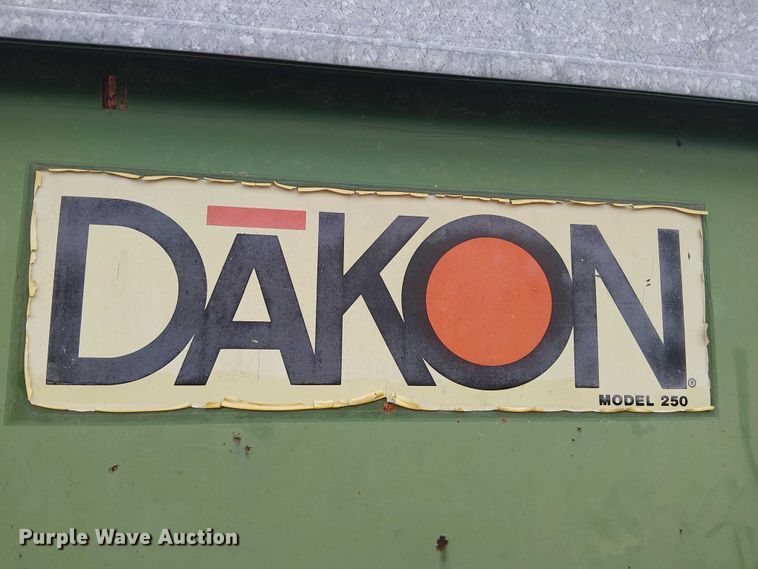 DĀKON®
MODEL 250
Purple Wave Auction